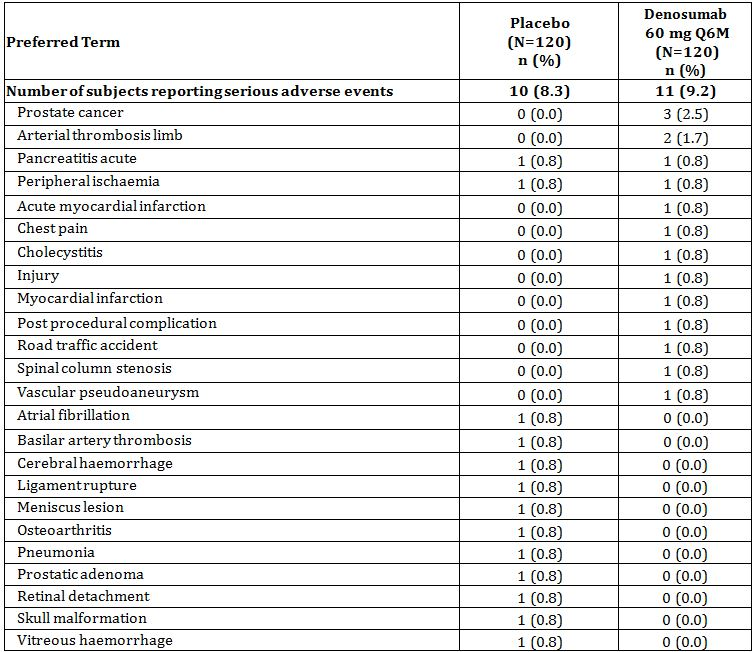 Preferred Term Placebo (N=120) n (%) Denosumab 60 mg Q6M (N=120) n (%)
Number of subjects reporting serious adverse events 10 (8.3) 11 (9.2)
Prostate cancer 0 (0.0) 3 (2.5)
Arterial thrombosis limb 0 (0.0) 2 (1.7)
Pancreatitis acute 1 (0.8) 1 (0.8)
Peripheral ischaemia 1 (0.8) 1 (0.8)
Acute myocardial infarction 0 (0.0) 1 (0.8)
Chest pain 0 (0.0) 1 (0.8)
Cholecystitis 0 (0.0) 1 (0.8)
Injury 0 (0.0) 1 (0.8)
Myocardial infarction 0 (0.0) 1 (0.8)
Post procedural complication 0 (0.0) 1 (0.8)
Road traffic accident 0 (0.0) 1 (0.8)
Spinal column stenosis 0 (0.0) 1 (0.8)
Vascular pseudoaneurysm 0 (0.0) 1 (0.8)
Atrial fibrillation 1 (0.8) 0 (0.0)
Basilar artery thrombosis 1 (0.8) 0 (0.0)
Cerebral haemorrhage 1 (0.8) 0 (0.0)
Ligament rupture 1 (0.8) 0 (0.0)
Meniscus lesion 1 (0.8) 0 (0.0)
Osteoarthritis 1 (0.8) 0 (0.0)
Pneumonia 1 (0.8) 0 (0.0)
Prostatic adenoma 1 (0.8) 0 (0.0)
Retinal detachment 1 (0.8) 0 (0.0)
Skull malformation 1 (0.8) 0 (0.0)
Vitreous haemorrhage 1 (0.8) 0 (0.0)